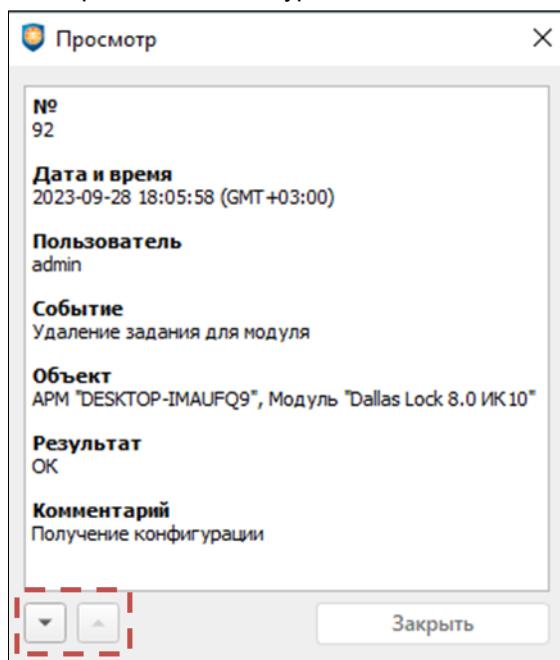 Просмотр
№
92
Дата и время
2023-09-28 18:05:58 (GMT+03:00)
Пользователь
admin
Событие
Удаление задания для модуля
Объект
АРМ "DESKTOP-IMAUFQ9", Модуль "Dallas Lock 8.0 ИК10"
Результат
ОК
Комментарий
Получение конфигурации
Закрыть